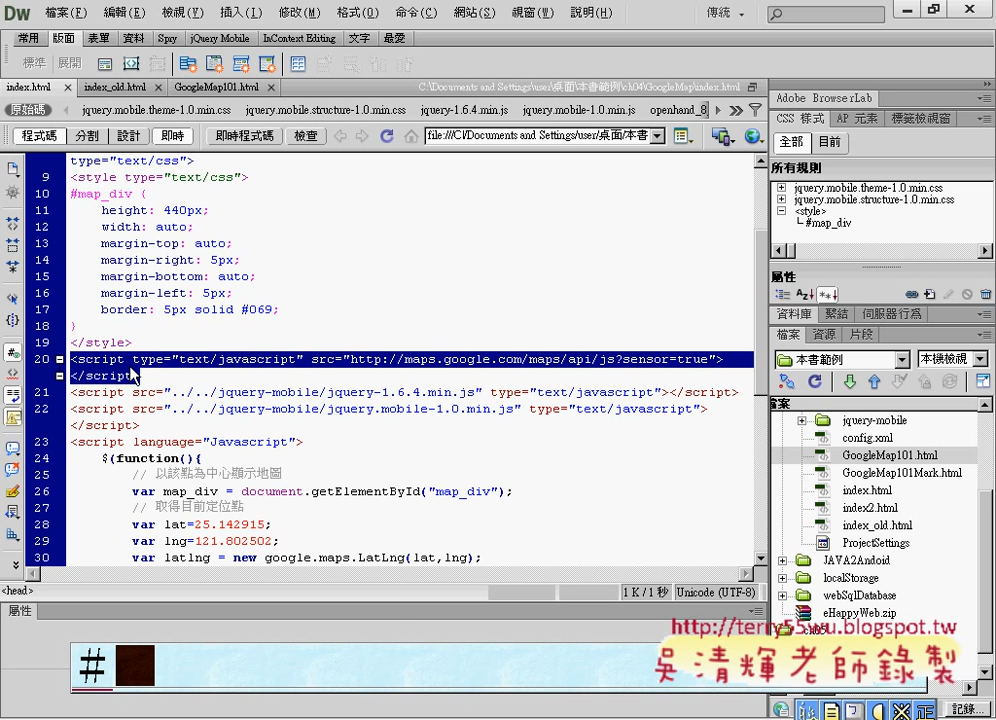 Dw 檔案(F) 編輯(E) 檢視(V) 插入(I) 修改(M) 格式(O) 命令(C) 網站(S) 視窗(W) 說明(H) 傳統
常用 版面 表單 資料 Spry jQuery Mobile InContext Editing 文字 最愛
標準 展開
index.html × index_old.html × GoogleMap101.html × C:\Documents and Settings\user\桌面\本書範例\ch04\GoogleMap\index.html
原始碼 jquery.mobile.theme-1.0.min.css jquery.mobile.structure-1.0.min.css jquery-1.6.4.min.js jquery.mobile-1.0.min.js openhand_8
程式碼 分割 設計 即時 即時程式碼 檢查 file:///C|/Documents and Settings/user/桌面/本書
type="text/css">
9 <style type="text/css">
10 #map_div {
11 height: 440px;
12 width: auto;
13 margin-top: auto;
14 margin-right: 5px;
15 margin-bottom: auto;
16 margin-left: 5px;
17 border: 5px solid #069;
18 }
19 </style>
20 <script type="text/javascript" src="http://maps.google.com/maps/api/js?sensor=true">
</script>
21 <script src="../../jquery-mobile/jquery-1.6.4.min.js" type="text/javascript"></script>
22 <script src="../../jquery-mobile/jquery.mobile-1.0.min.js" type="text/javascript">
</script>
23 <script language="Javascript">
24 $(function(){
25 // 以該點為中心顯示地圖
26 var map_div = document.getElementById("map_div");
27 // 取得目前定位點
28 var lat=25.142915;
29 var lng=121.802502;
30 var latlng = new google.maps.LatLng(lat,lng);
<head> 1 K / 1 秒 Unicode (UTF-8)
屬性
#
Adobe BrowserLab
CSS 樣式 AP 元素 標籤檢視窗
全部 目前
所有規則
jquery.mobile.theme-1.0.min.css
jquery.mobile.structure-1.0.min.css
<style>
#map_div
屬性
資料庫 繫結 伺服器行為
檔案 資源 片段
本書範例 本機檢視
檔案
jquery-mobile
config.xml
GoogleMap101.html
GoogleMap101Mark.html
index.html
index2.html
index_old.html
ProjectSettings
JAVA2Andoid
localStorage
webSqlDatabase
eHappyWeb.zip
http://terry55wu.blogspot.tw
吳清輝老師錄製
記錄...